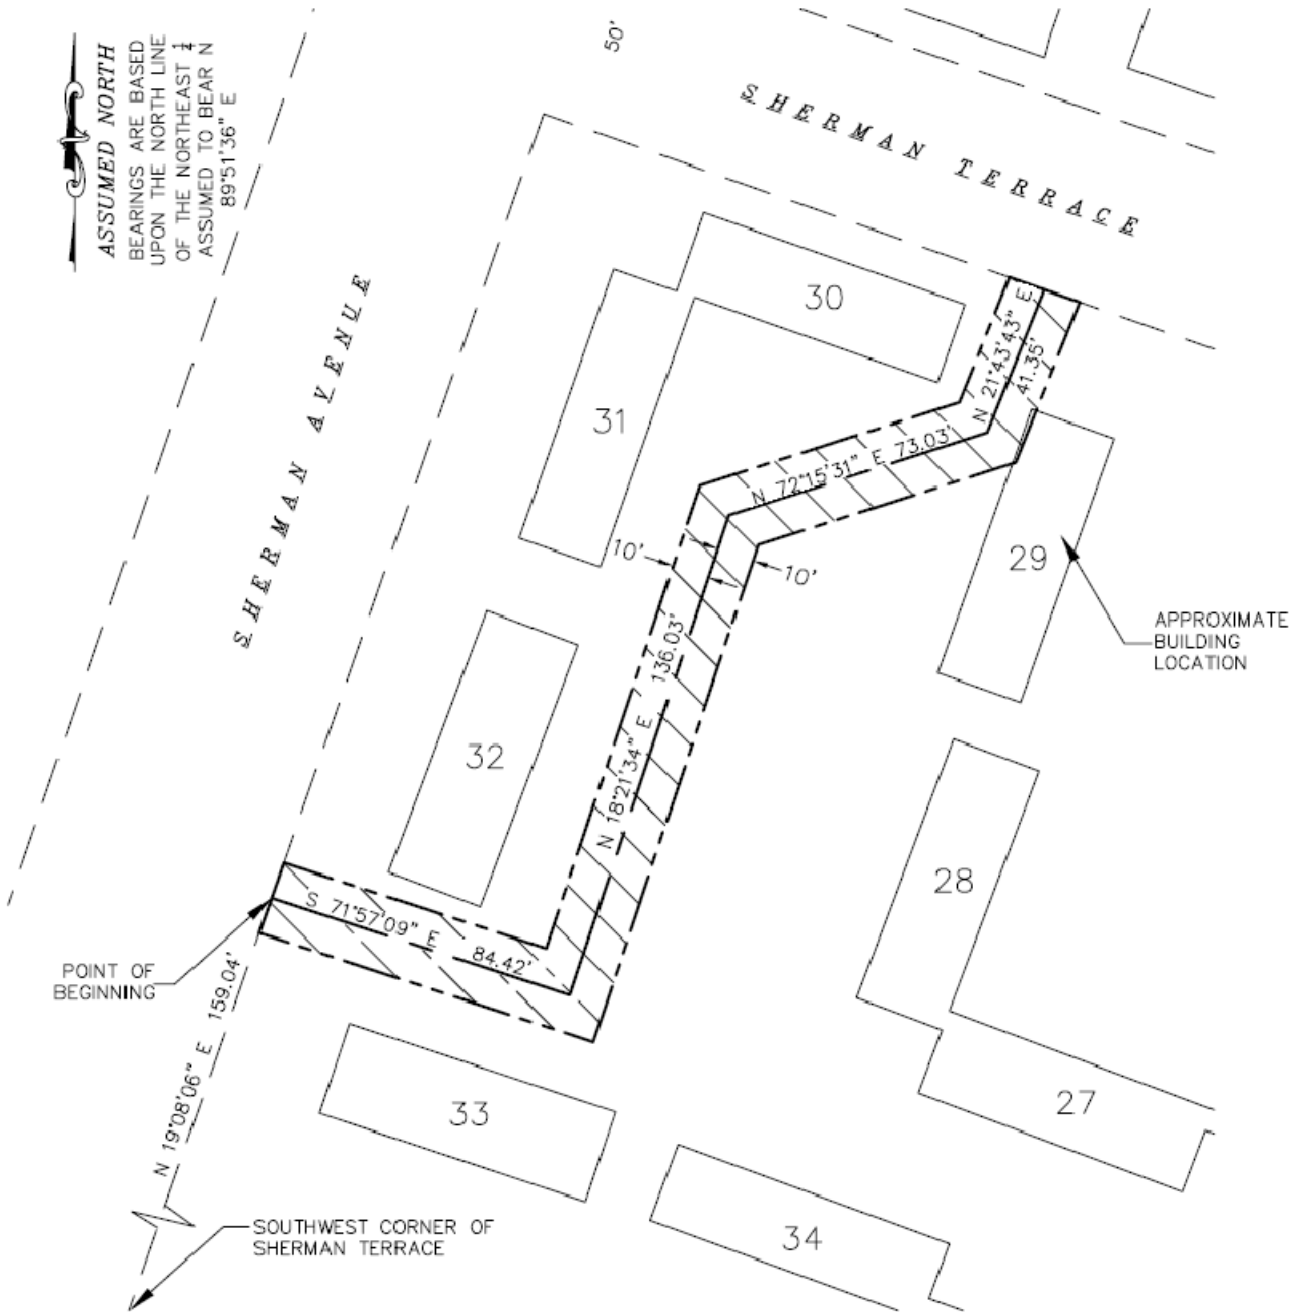 ASSUMED NORTH
BEARINGS ARE BASED
UPON THE NORTH LINE
OF THE NORTHEAST 1/4
ASSUMED TO BEAR N
89°51'36" E
50'
SHERMAN TERRACE
SHERMAN AVENUE
30
N 21°43'43" E
41.35'
31
N 72°15'31" E 73.03'
10'
10'
29
APPROXIMATE
BUILDING
LOCATION
N 18°21'34" E 136.03'
32
28
S 71°57'09" E 84.42'
POINT OF
BEGINNING
N 19°08'06" E 159.04'
33
27
SOUTHWEST CORNER OF
SHERMAN TERRACE
34